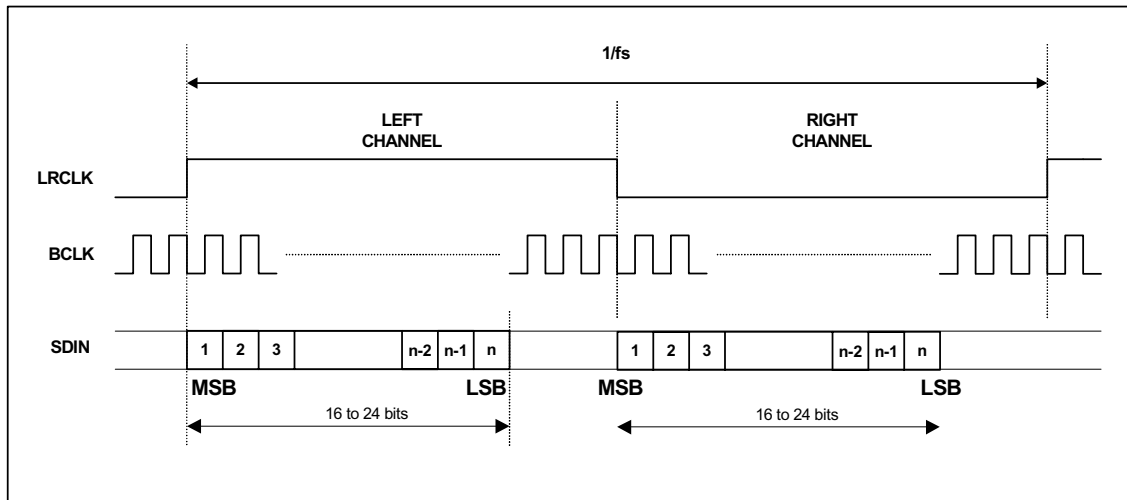 1/fs
LEFT
CHANNEL
RIGHT
CHANNEL
LRCLK
BCLK
SDIN
1 2 3 n-2 n-1 n 1 2 3 n-2 n-1 n
MSB LSB MSB LSB
16 to 24 bits 16 to 24 bits